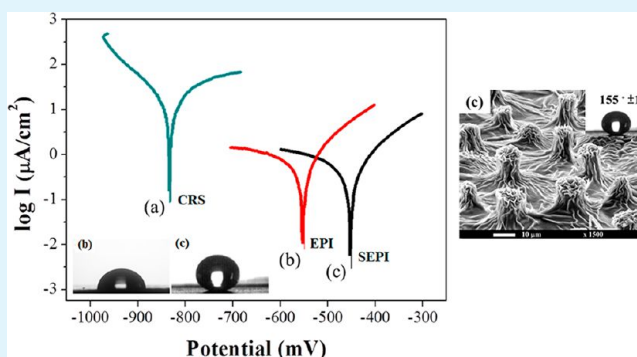 3
2
1
0
-1
-2
-3
log I (μA/cm²)
(a)
CRS
(b)
EPI
(c)
SEPI
(b)
(c)
-1000 -900 -800 -700 -600 -500 -400 -300
Potential (mV)
(c)
155
10 μm
x 1500